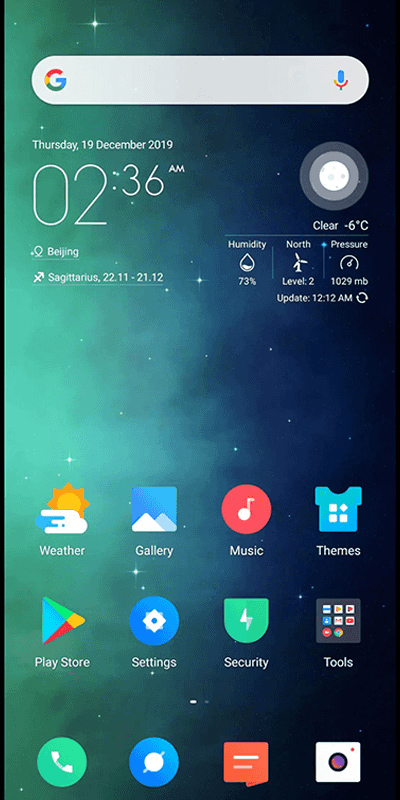 Thursday, 19 December 2019
02:36 AM
Beijing
Sagittarius, 22.11 - 21.12
Clear -6°C
Humidity North Pressure
73% Level: 2 1029 mb
Update: 12:12 AM
Weather Gallery Music Themes
Play Store Settings Security Tools